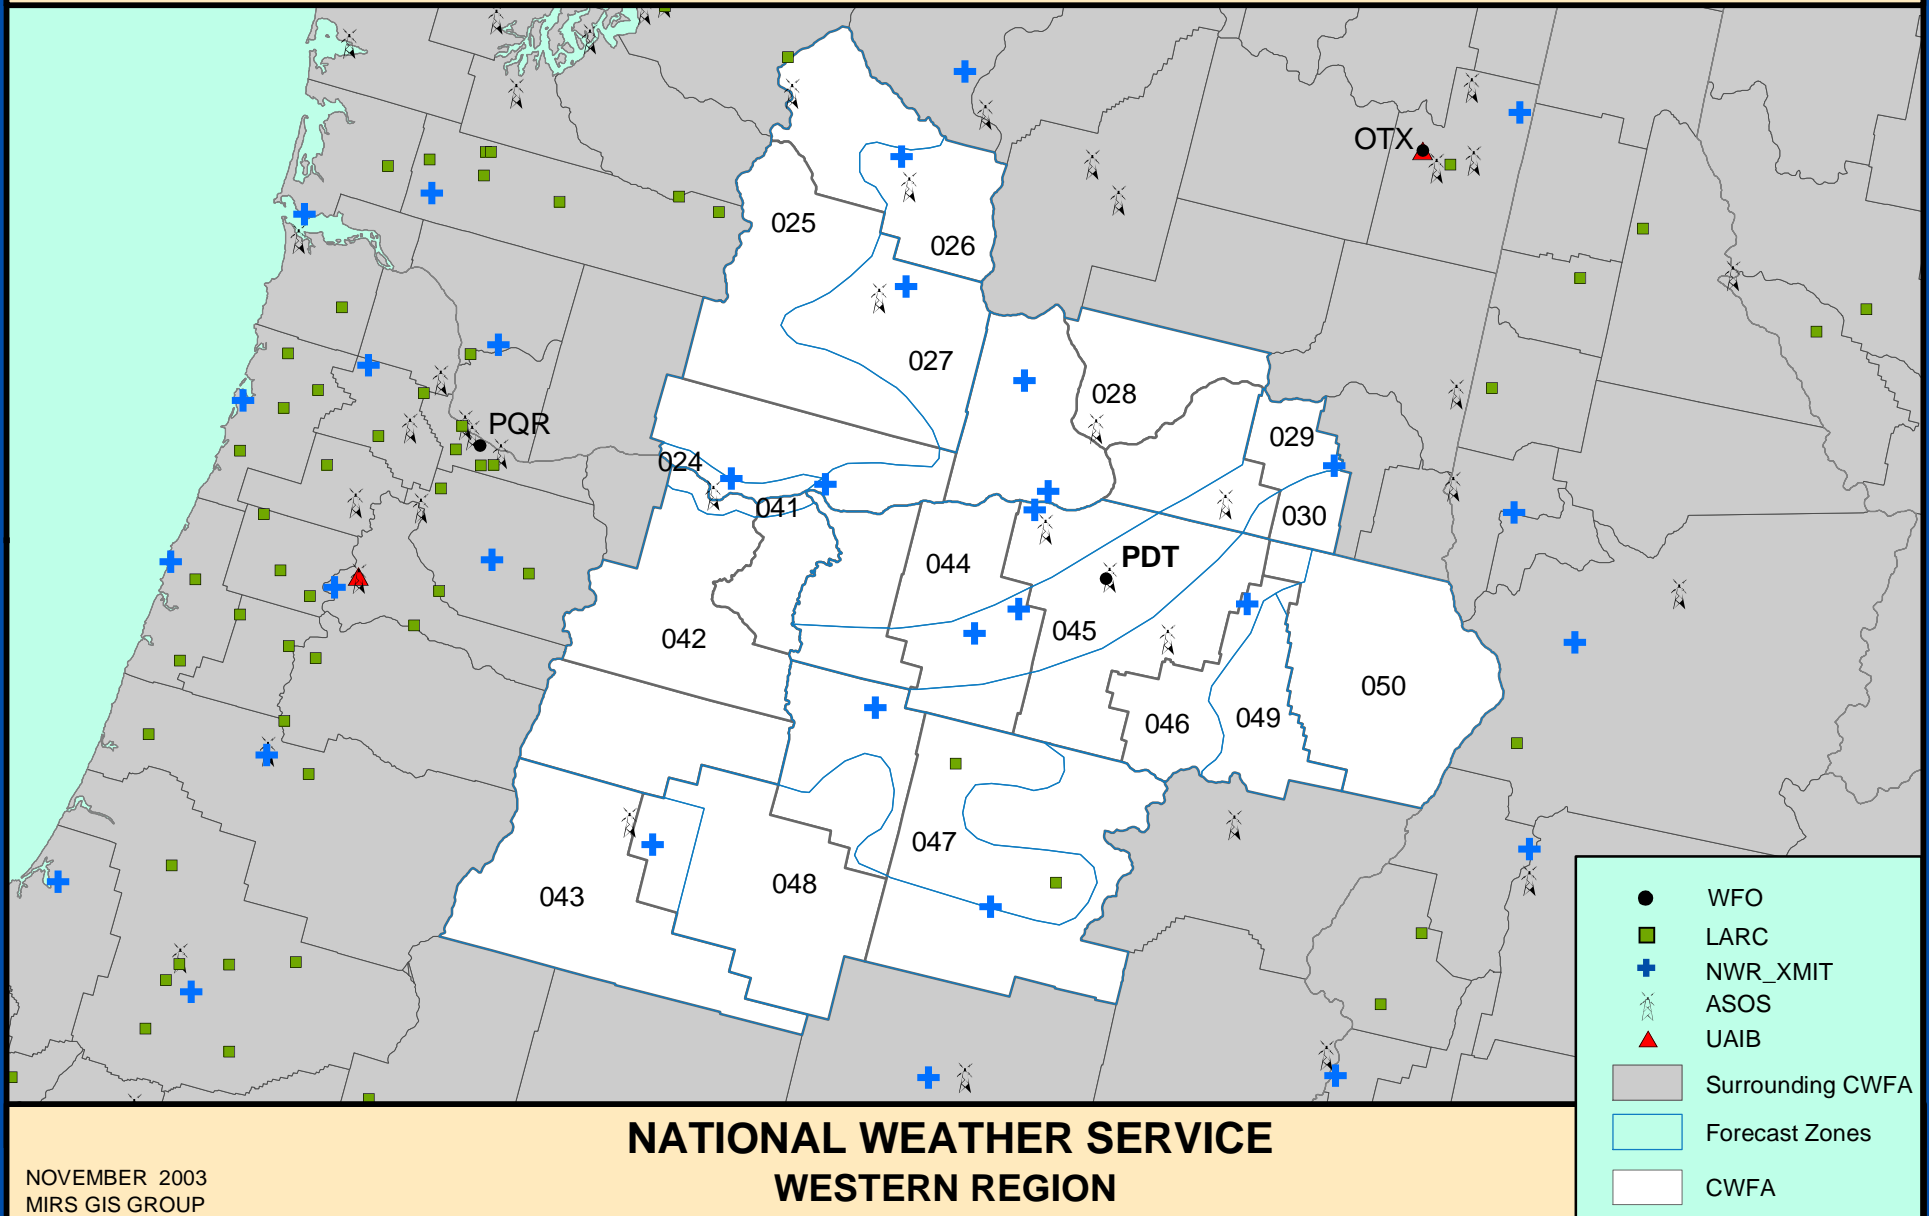 OTX
025
026
027
028
PQR
029
024
041
030
PDT
044
045
042
050
046
049
047
048
043
WFO
LARC
NWR_XMIT
ASOS
UAIB
Surrounding CWFA
Forecast Zones
CWFA
NATIONAL WEATHER SERVICE
WESTERN REGION
NOVEMBER 2003
MIRS GIS GROUP